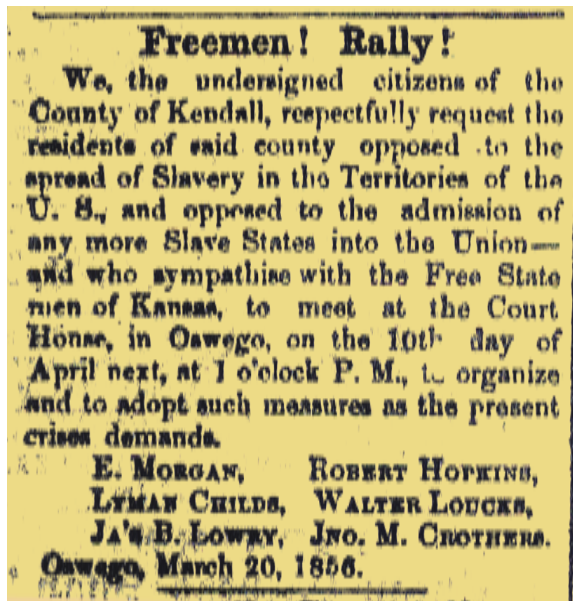 Freemen! Rally!
We, the undersigned citizens of the
County of Kendall, respectfully request the
residents of said county opposed to the
spread of Slavery in the Territories of the
U. S., and opposed to the admission of
any more Slave States into the Union—
and who sympathise with the Free State
men of Kansas, to meet at the Court
House, in Oswego, on the 10th day of
April next, at 1 o'clock P. M., to organize
and to adopt such measures as the present
crises demands.
E. MORGAN, ROBERT HOPKINS,
LYMAN CHILDS, WALTER LOUCKS,
JA'S B. LOWRY, JNO. M. CROTHERS.
Oswego, March 20, 1856.